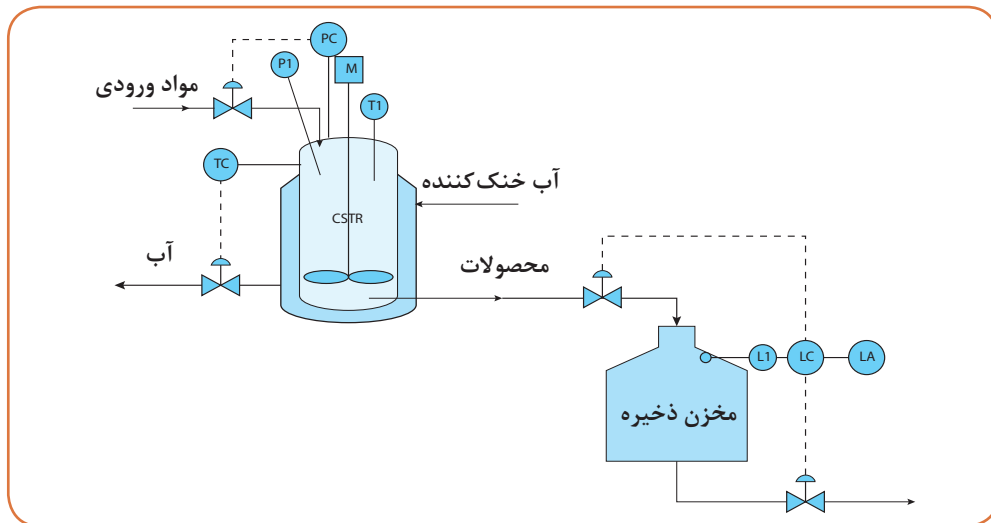 PC
P1
M
مواد ورودی
T1
TC
آب خنک‌کننده
CSTR
آب
محصولات
L1
LC
LA
مخزن ذخیره